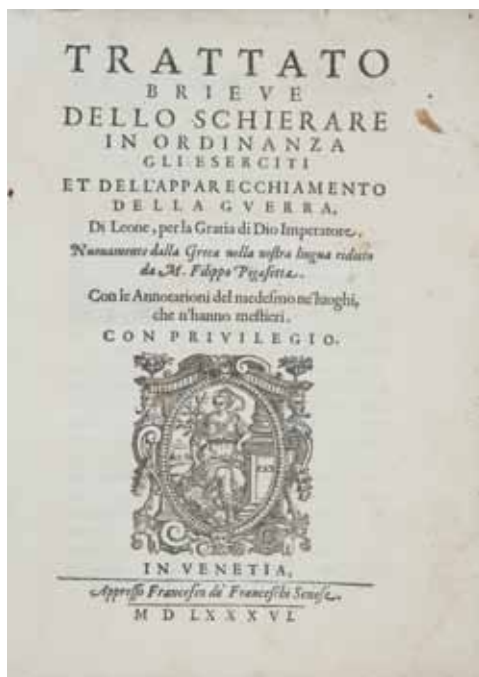 TRATTATO
BRIEVE
DELLO SCHIERARE
IN ORDINANZA
GLI ESERCITI
ET DELL'APPARECCHIAMENTO
DELLA GVERRA,
Di Leone, per la Gratia di Dio Imperatore.
Nuouamente dalla Greca nella nostra lingua ridotto
da M. Filippo Pigafetta.
Con le Annotationi del medesimo ne' luoghi,
che n'hanno mestieri.
CON PRIVILEGIO.
IN VENETIA,
Appresso Francesco de' Franceschi Senese.
M D LXXXVI.